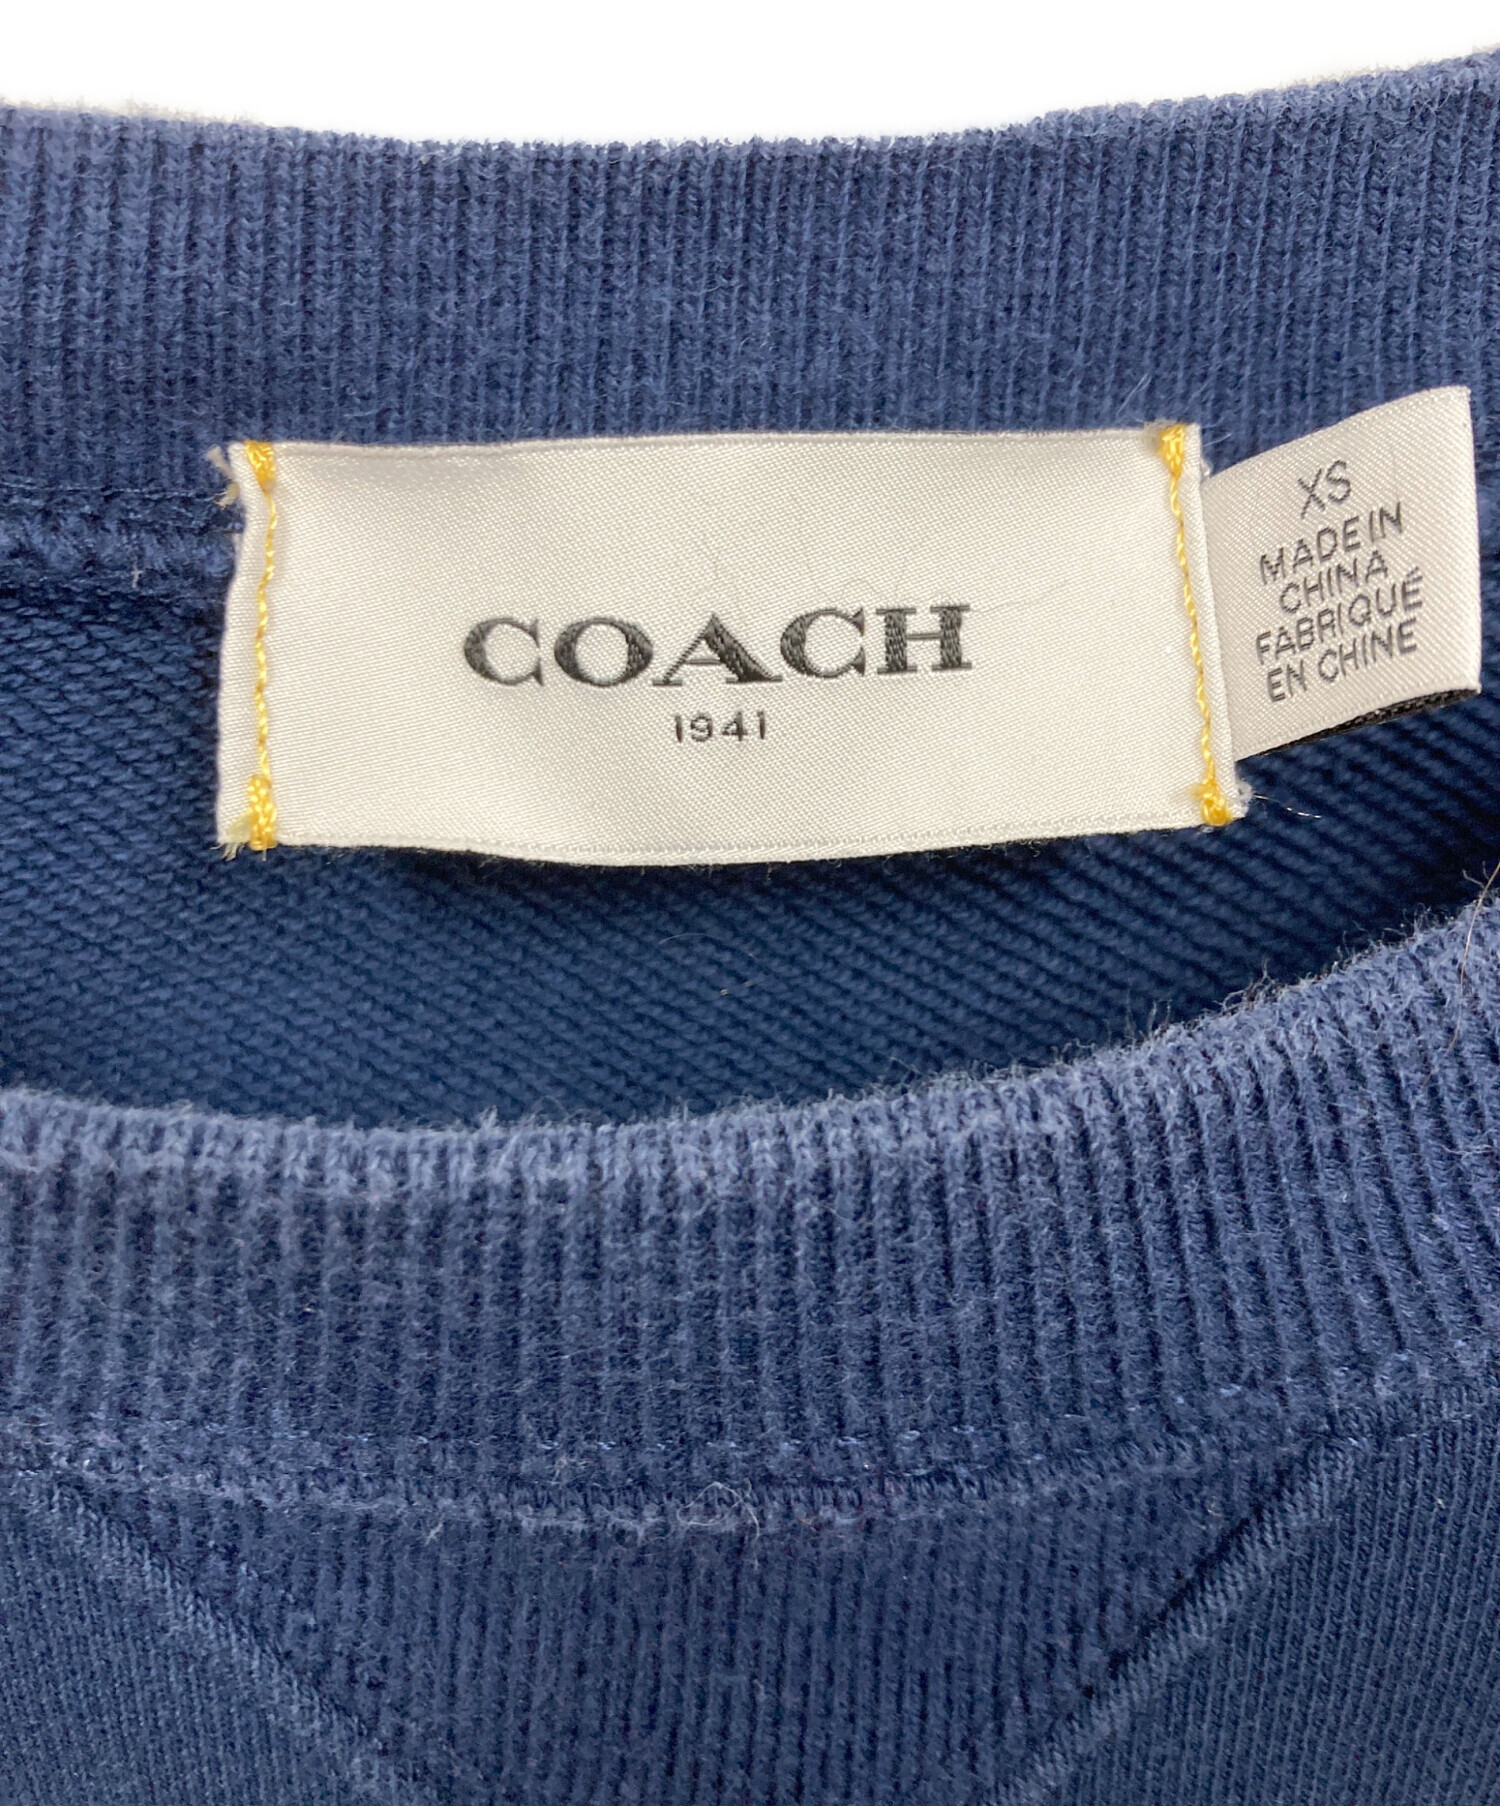 COACH
1941
XS
MADE IN
CHINA
FABRIQUÉ
EN CHINE